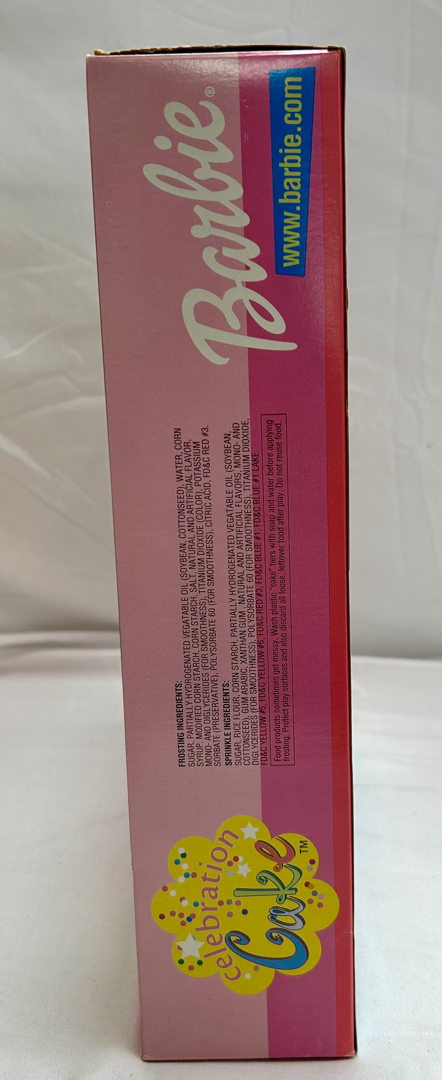 celebration
Cake™
FROSTING INGREDIENTS:
SUGAR, PARTIALLY HYDROGENATED VEGATABLE OIL (SOYBEAN, COTTONSEED), WATER, CORN
SYRUP, MODIFIED CORN STARCH, CORN STARCH, SALT, NATURAL AND ARTIFICIAL FLAVOR,
MONO- AND DIGLYCERIDES (FOR SMOOTHNESS), TITANIUM DIOXIDE (COLOR), POTASSIUM
SORBATE (PRESERVATIVE), POLYSORBATE 60 (FOR SMOOTHNESS), CITRIC ACID, FD&C RED #3.
SPRINKLE INGREDIENTS:
SUGAR, RICE FLOUR, CORN STARCH, PARTIALLY HYDROGENATED VEGATABLE OIL (SOYBEAN,
COTTONSEED), GUM ARABIC, XANTHAN GUM, NATURAL AND ARTIFICIAL FLAVORS, MONO- AND
DIGLYCERIDES (FOR SMOOTHNESS), POLYSORBATE 60 (FOR SMOOTHNESS), TITANIUM DIOXIDE,
FD&C YELLOW #5, FD&C YELLOW #6, FD&C RED #3, FD&C BLUE #1, FD&C BLUE #1 LAKE.
Food products sometimes get messy. Wash plastic "cake" tiers with soap and water before applying
frosting. Protect play surfaces and also discard all loose, leftover food after play. Do not reuse food.
Barbie®
www.barbie.com